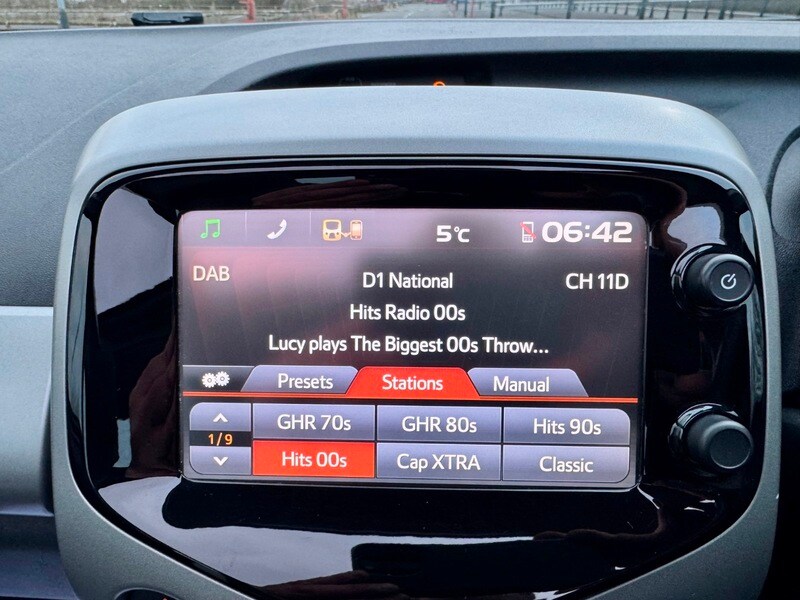 5°C 06:42
DAB D1 National CH 11D
Hits Radio 00s
Lucy plays The Biggest 00s Throw...
Presets Stations Manual
GHR 70s GHR 80s Hits 90s
1/9
Hits 00s Cap XTRA Classic